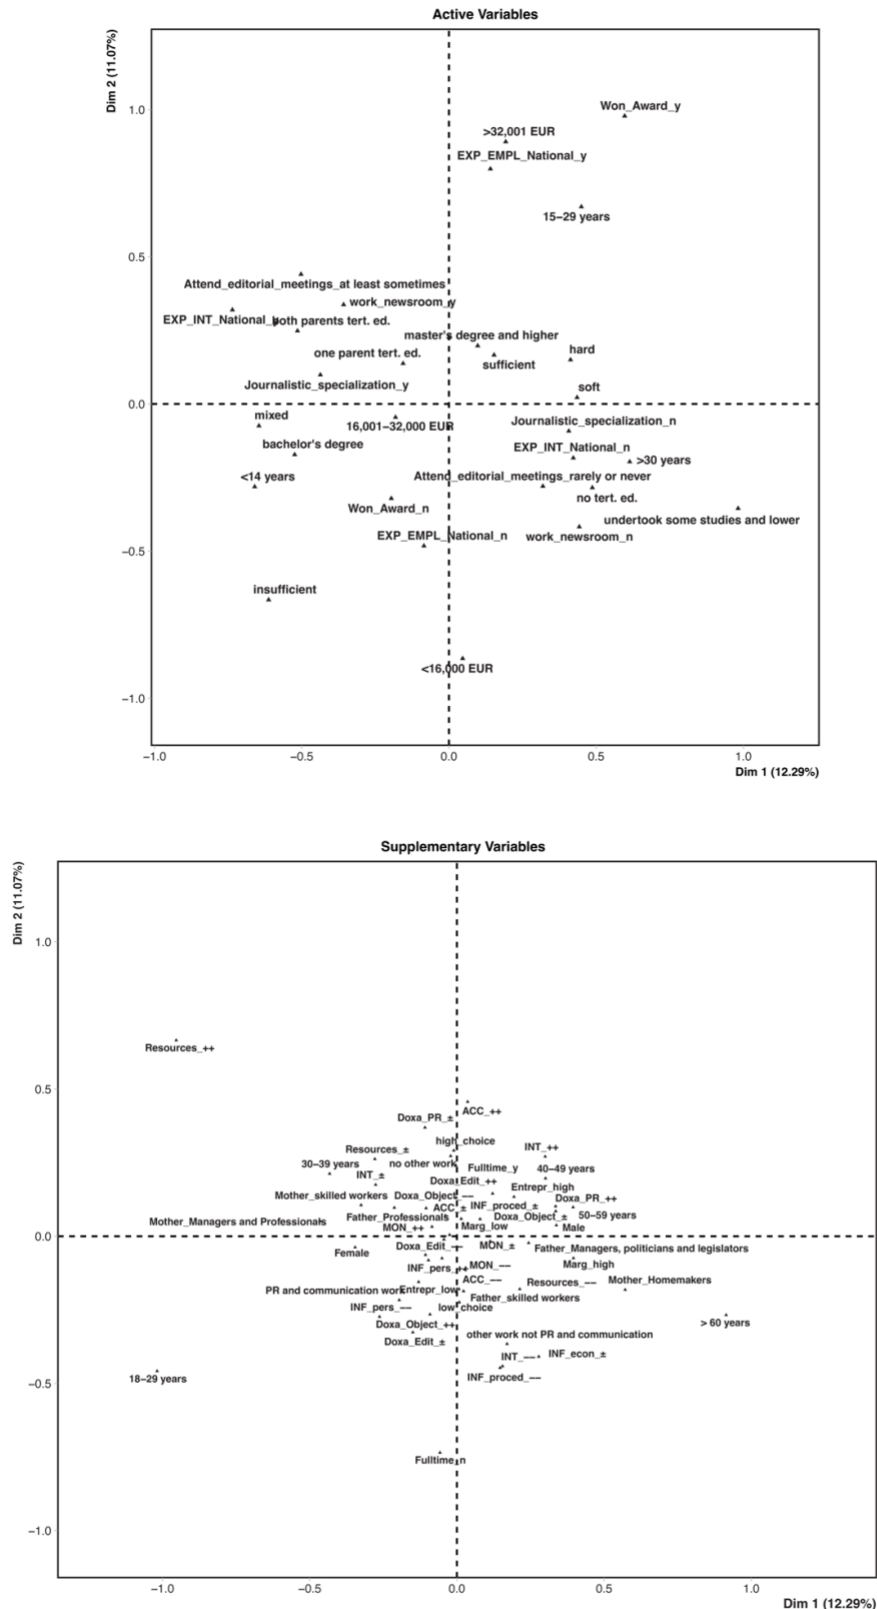 Active Variables
Dim 2 (11.07%)
1.0
0.5
0.0
−0.5
−1.0
Won_Award_y
>32,001 EUR
EXP_EMPL_National_y
15−29 years
Attend_editorial_meetings_at least sometimes
work_newsroom_y
EXP_INT_National_y
both parents tert. ed.
master's degree and higher
one parent tert. ed.
hard
sufficient
Journalistic_specialization_y
soft
mixed
16,001−32,000 EUR
Journalistic_specialization_n
bachelor's degree
EXP_INT_National_n
>30 years
<14 years
Attend_editorial_meetings_rarely or never
no tert. ed.
Won_Award_n
undertook some studies and lower
EXP_EMPL_National_n
work_newsroom_n
insufficient
<16,000 EUR
−1.0 −0.5 0.0 0.5 1.0
Dim 1 (12.29%)
Supplementary Variables
Dim 2 (11.07%)
1.0
0.5
0.0
−0.5
−1.0
Resources_++
ACC_++
Doxa_PR_±
high_choice
INT_++
Resources_±
30−39 years
no other work
Fulltime_y
40−49 years
INT_±
Doxa_Edit_++
Entrepr_high
Mother_skilled workers
Doxa_Object_−−
Doxa_PR_++
ACC_±
INF_proced_±
Father_Professionals
Doxa_Object_±
50−59 years
Mother_Managers and Professionals
MON_++
Marg_low
Male
Doxa_Edit_−−
MON_±
Father_Managers, politicians and legislators
Female
INF_pers_++
MON_−−
Marg_high
ACC_−−
Resources_−−
Mother_Homemakers
PR and communication work
Entrepr_low
Father_skilled workers
INF_pers_−−
low_choice
Doxa_Object_++
> 60 years
Doxa_Edit_±
other work not PR and communication
INT_−−
INF_econ_±
INF_proced_−−
18−29 years
Fulltime_n
−1.0 −0.5 0.0 0.5 1.0
Dim 1 (12.29%)